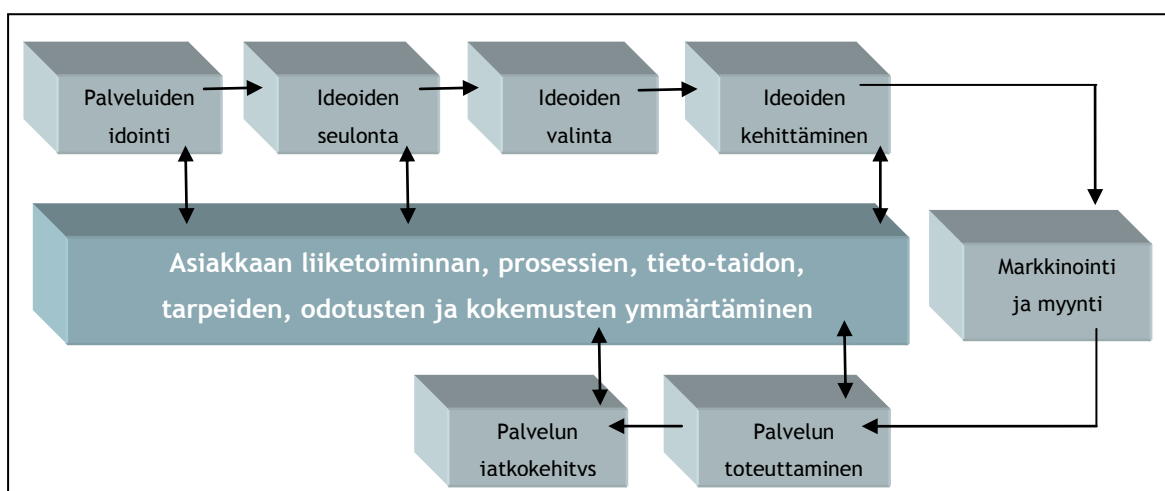 Palveluiden
idointi
Ideoiden
seulonta
Ideoiden
valinta
Ideoiden
kehittäminen
Asiakkaan liiketoiminnan, prosessien, tieto-taidon,
tarpeiden, odotusten ja kokemusten ymmärtäminen
Markkinointi
ja myynti
Palvelun
jatkokehitys
Palvelun
toteuttaminen